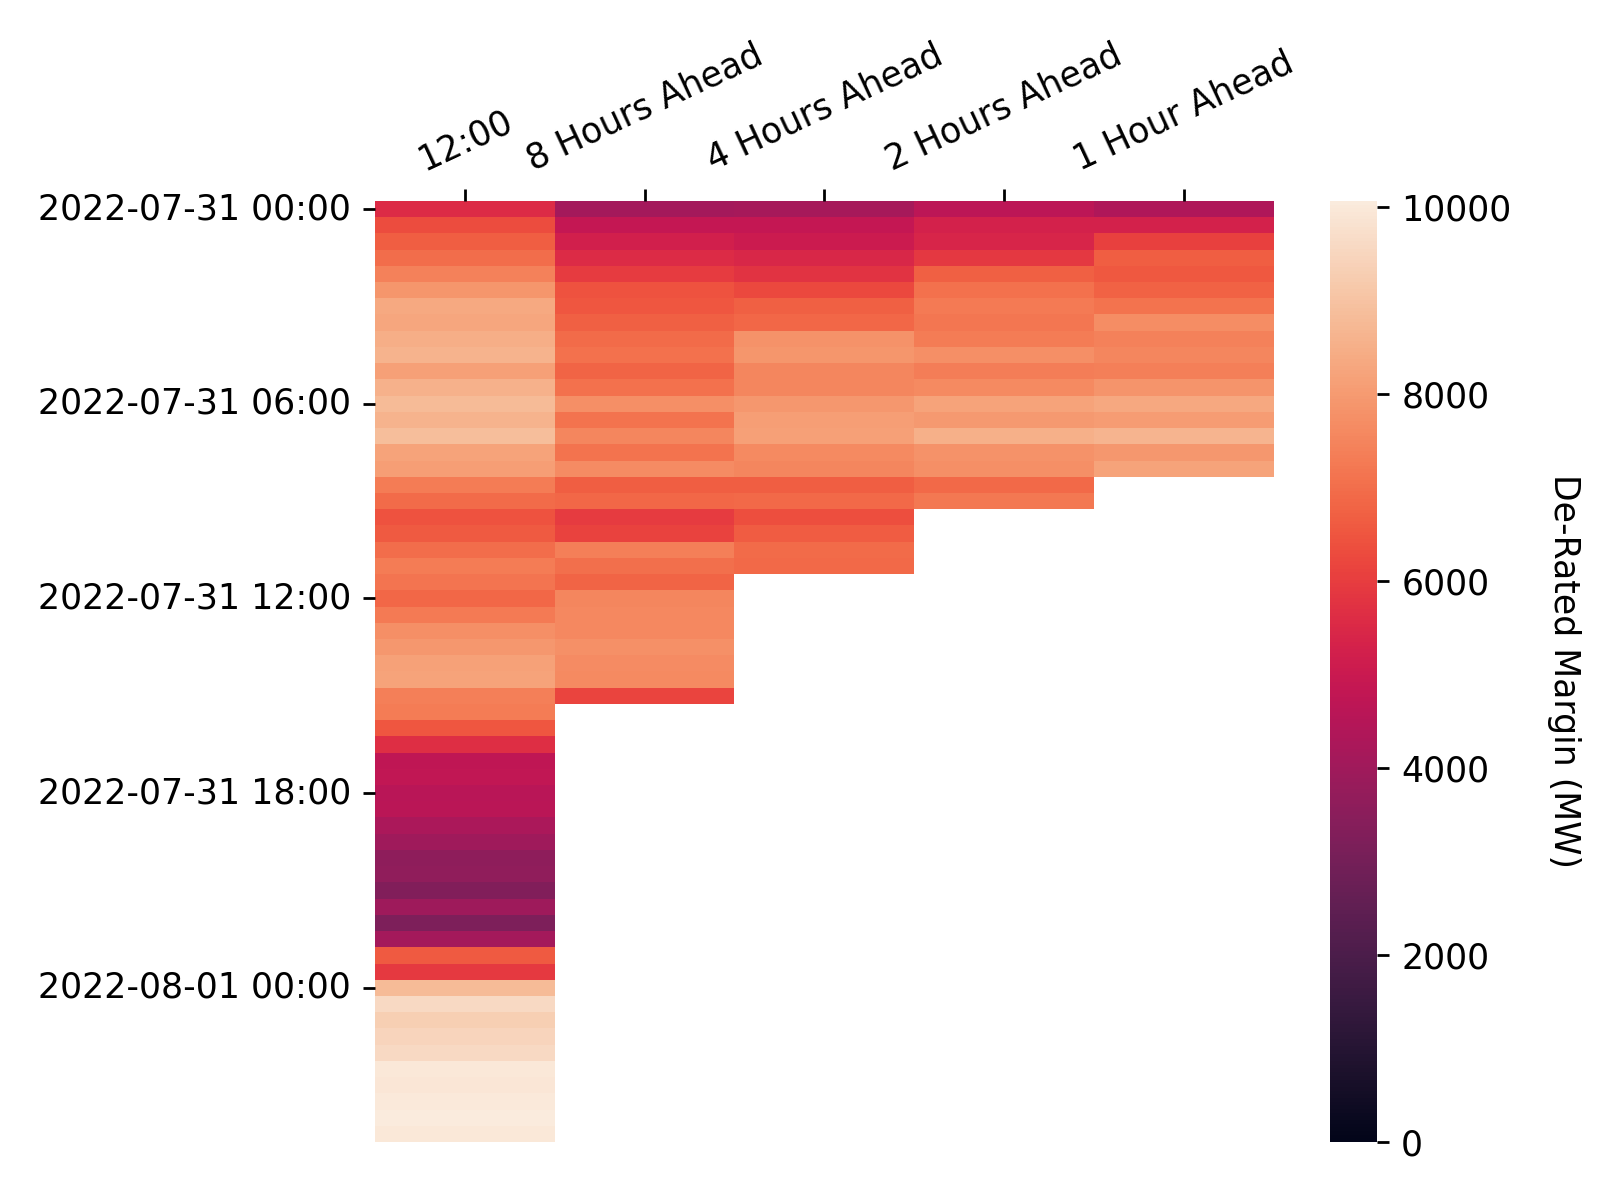 12:00
8 Hours Ahead
4 Hours Ahead
2 Hours Ahead
1 Hour Ahead
2022-07-31 00:00
2022-07-31 06:00
2022-07-31 12:00
2022-07-31 18:00
2022-08-01 00:00
10000
8000
6000
4000
2000
0
De-Rated Margin (MW)